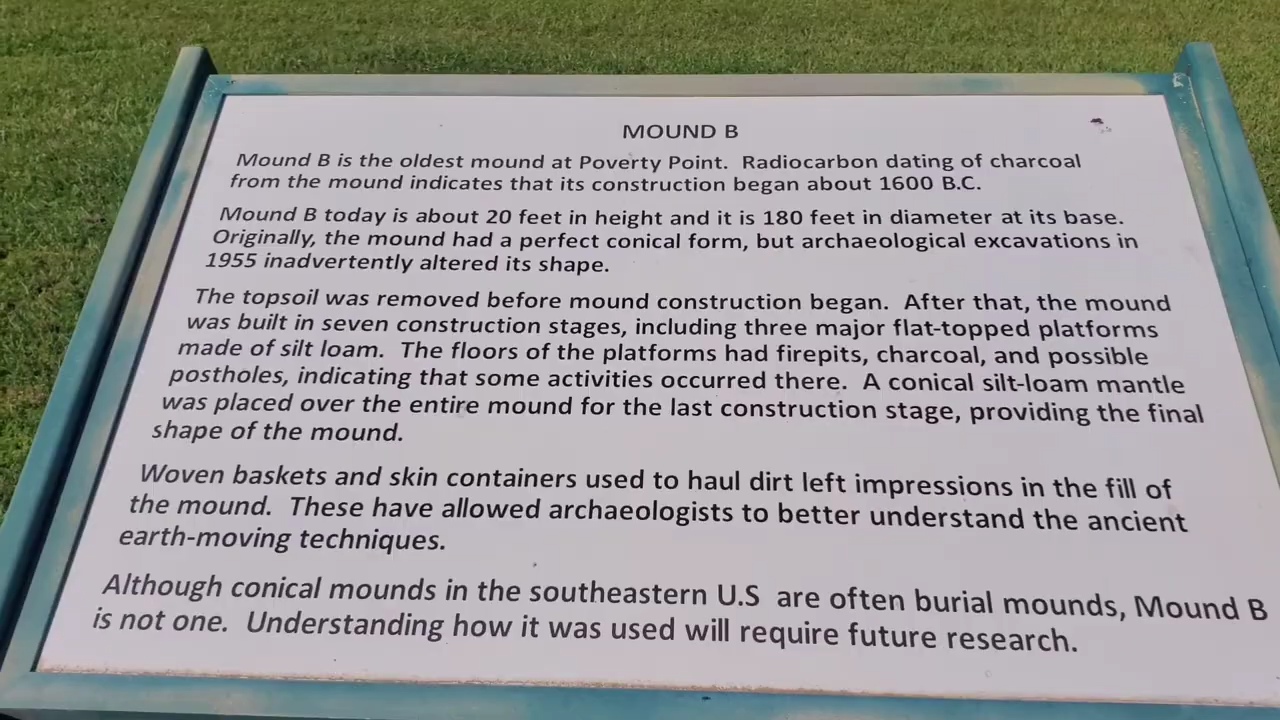 MOUND B
Mound B is the oldest mound at Poverty Point. Radiocarbon dating of charcoal
from the mound indicates that its construction began about 1600 B.C.
Mound B today is about 20 feet in height and it is 180 feet in diameter at its base.
Originally, the mound had a perfect conical form, but archaeological excavations in
1955 inadvertently altered its shape.
The topsoil was removed before mound construction began. After that, the mound
was built in seven construction stages, including three major flat-topped platforms
made of silt loam. The floors of the platforms had firepits, charcoal, and possible
postholes, indicating that some activities occurred there. A conical silt-loam mantle
was placed over the entire mound for the last construction stage, providing the final
shape of the mound.
Woven baskets and skin containers used to haul dirt left impressions in the fill of
the mound. These have allowed archaeologists to better understand the ancient
earth-moving techniques.
Although conical mounds in the southeastern U.S are often burial mounds, Mound B
is not one. Understanding how it was used will require future research.